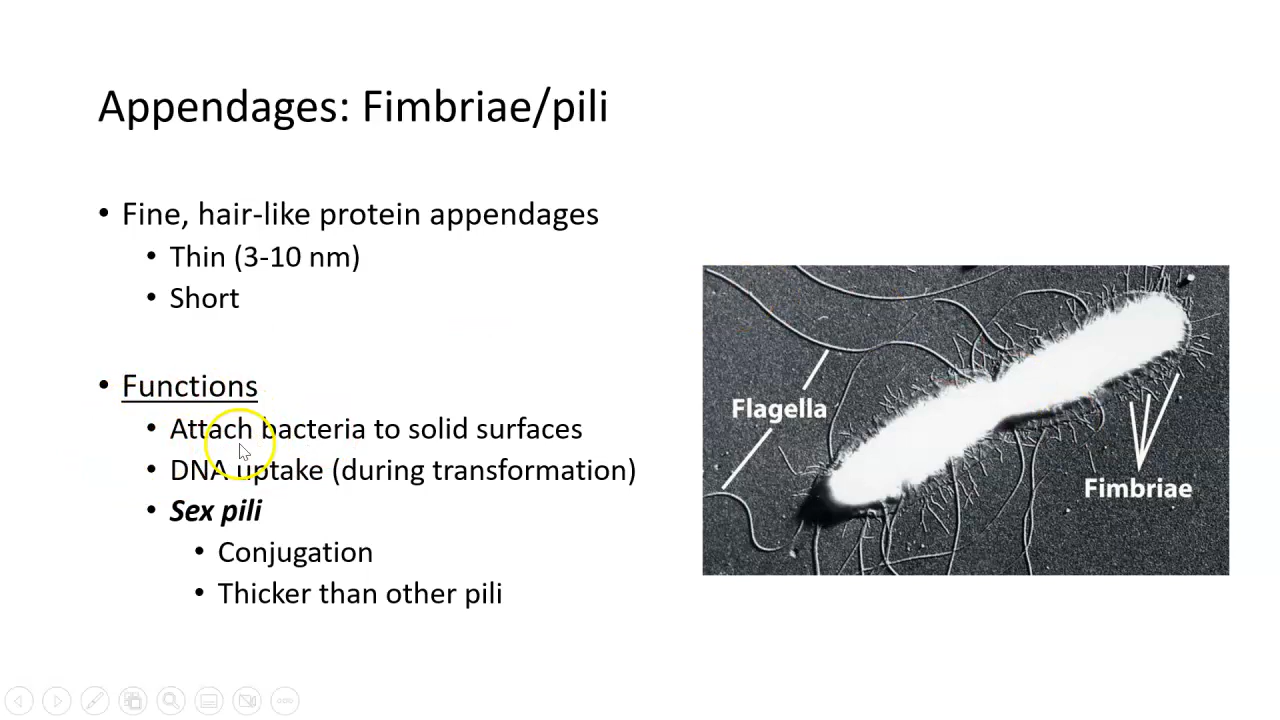 Appendages: Fimbriae/pili
• Fine, hair-like protein appendages
• Thin (3-10 nm)
• Short
• Functions
• Attach bacteria to solid surfaces
• DNA uptake (during transformation)
• Sex pili
• Conjugation
• Thicker than other pili
Flagella
Fimbriae